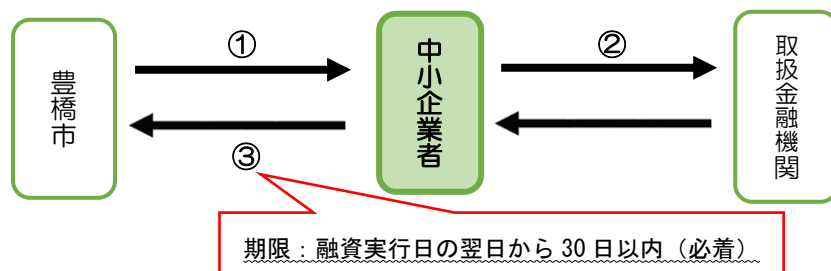 ①
②
豊橋市
中小企業者
取扱金融機関
③
期限：融資実行日の翌日から 30 日以内（必着）